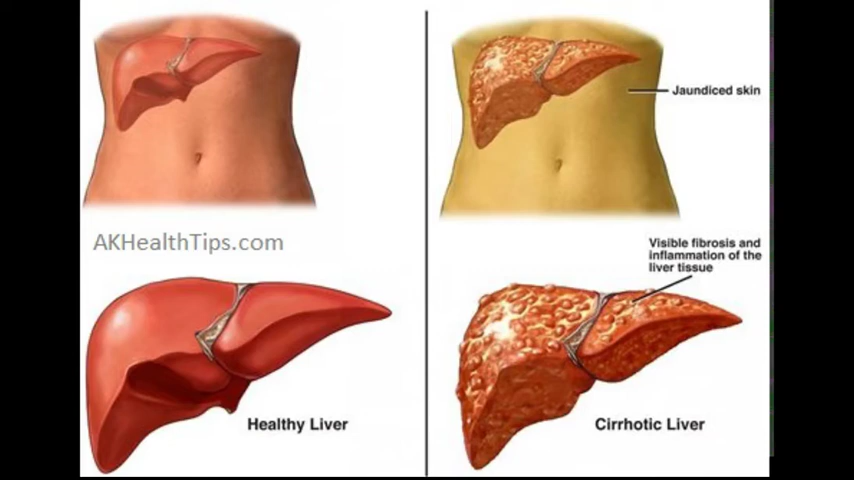 Jaundiced skin
AKHealthTips.com
Visible fibrosis and
inflammation of the
liver tissue
Healthy Liver
Cirrhotic Liver